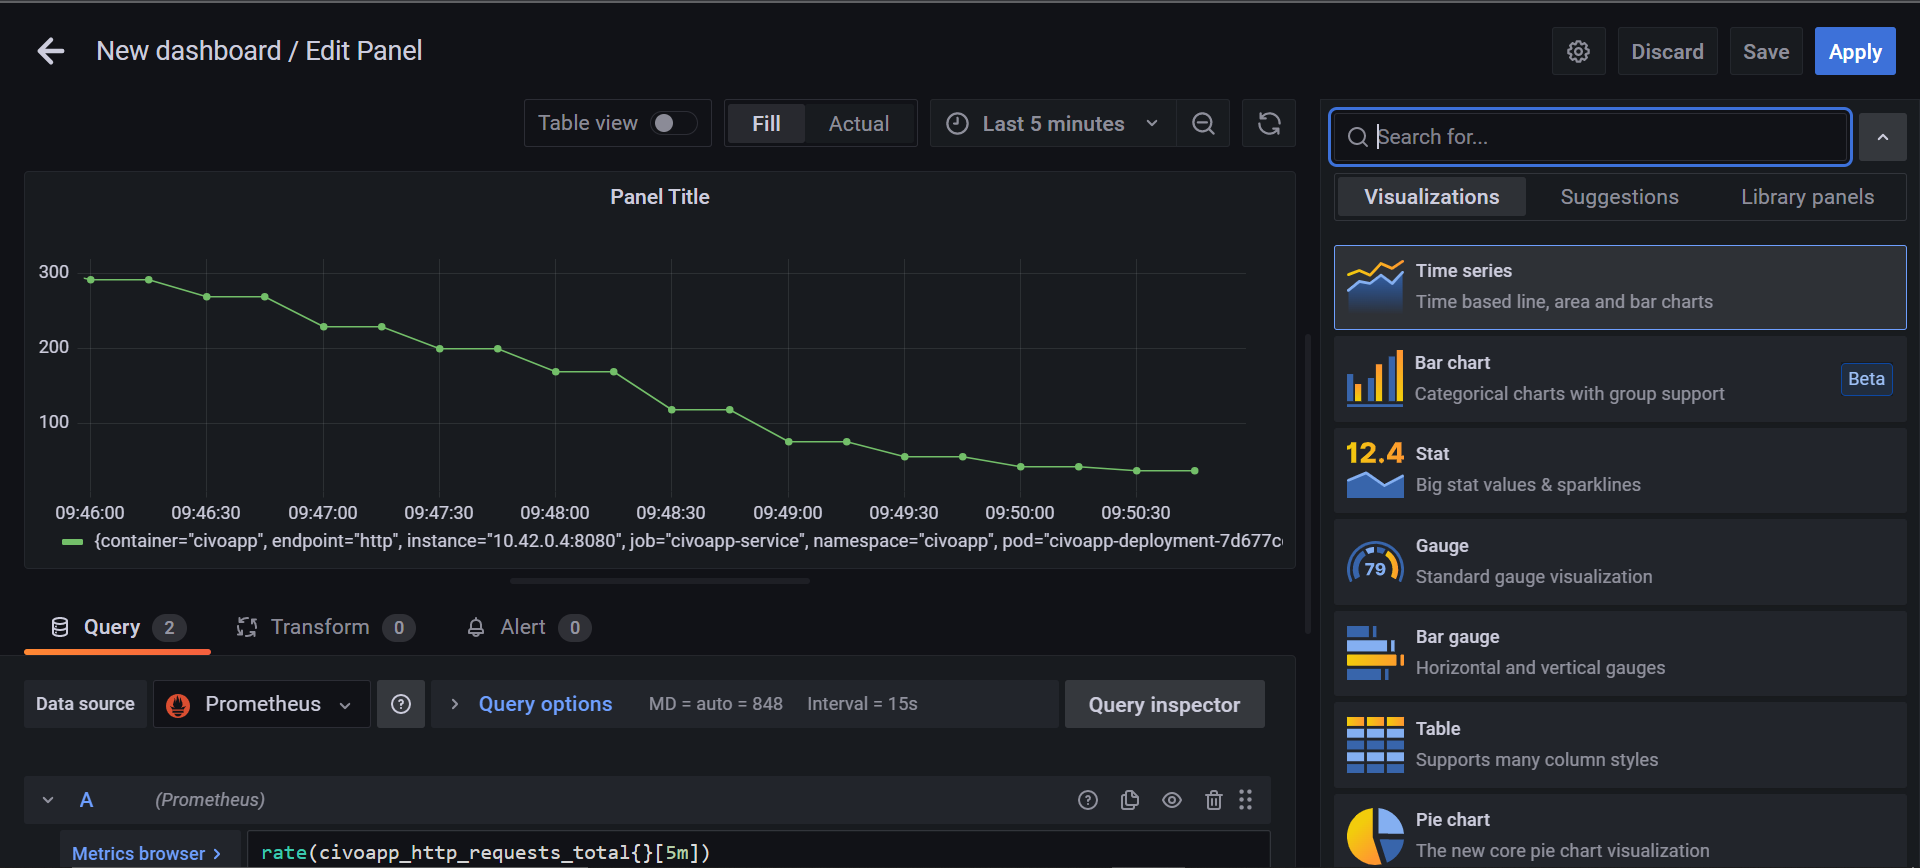 New dashboard / Edit Panel
Discard
Save
Apply
Table view
Fill
Actual
Last 5 minutes
Search for...
Visualizations
Suggestions
Library panels
Panel Title
300
200
100
09:46:00
09:46:30
09:47:00
09:47:30
09:48:00
09:48:30
09:49:00
09:49:30
09:50:00
09:50:30
{container="civoapp", endpoint="http", instance="10.42.0.4:8080", job="civoapp-service", namespace="civoapp", pod="civoapp-deployment-7d677c
Time series
Time based line, area and bar charts
Bar chart
Categorical charts with group support
Beta
12.4
Stat
Big stat values & sparklines
79
Gauge
Standard gauge visualization
Bar gauge
Horizontal and vertical gauges
Table
Supports many column styles
Pie chart
The new core pie chart visualization
Query 2
Transform 0
Alert 0
Data source
Prometheus
Query options
MD = auto = 848
Interval = 15s
Query inspector
A
(Prometheus)
Metrics browser >
rate(civoapp_http_requests_total{}[5m])